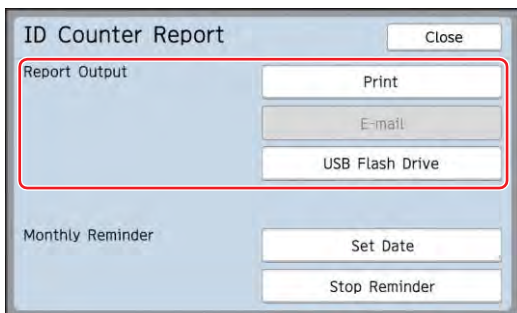 ID Counter Report
Close
Report Output
Print
E-mail
USB Flash Drive
Monthly Reminder
Set Date
Stop Reminder